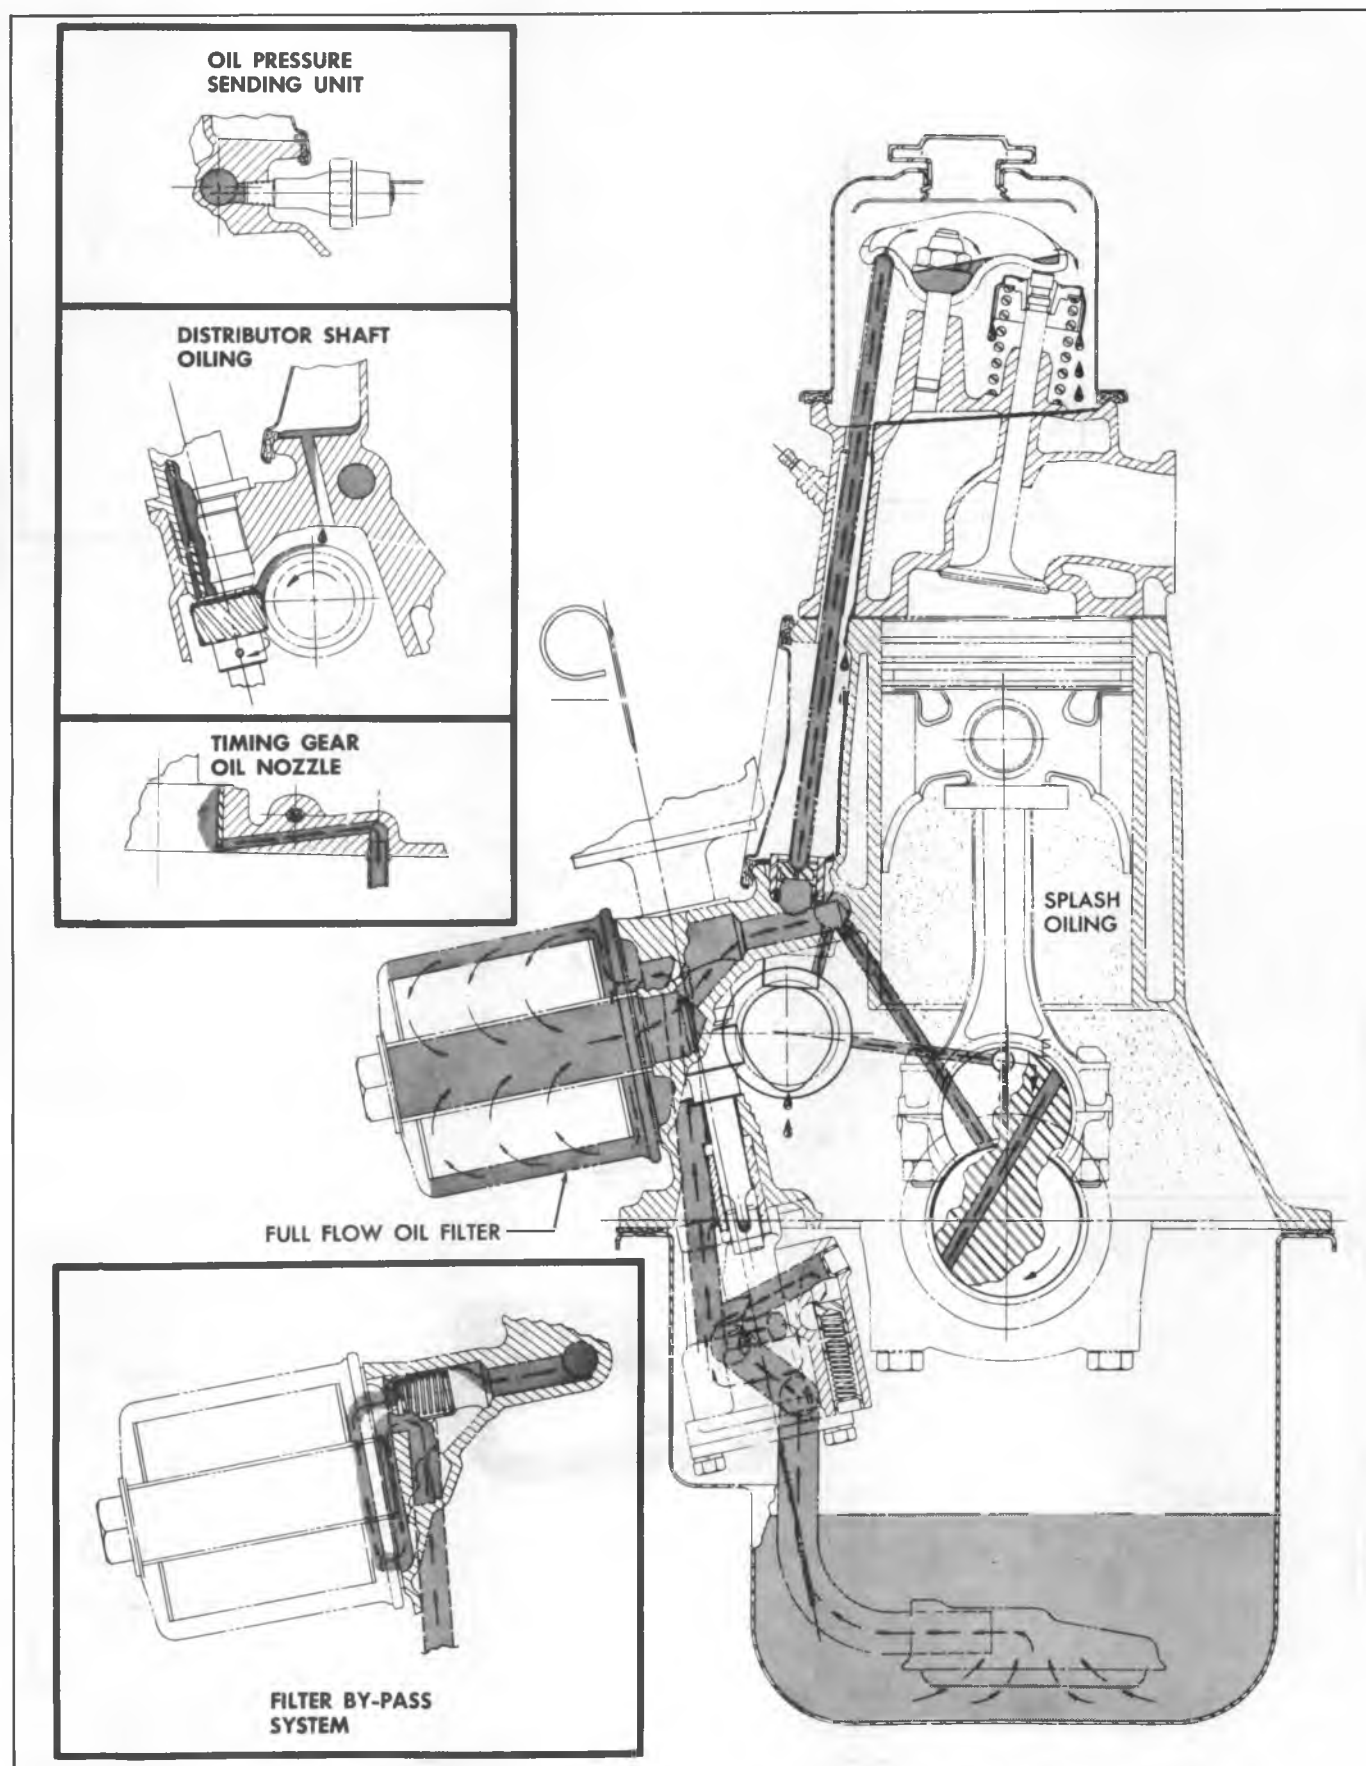 OIL PRESSURE
SENDING UNIT
DISTRIBUTOR SHAFT
OILING
TIMING GEAR
OIL NOZZLE
SPLASH
OILING
FULL FLOW OIL FILTER
FILTER BY-PASS
SYSTEM